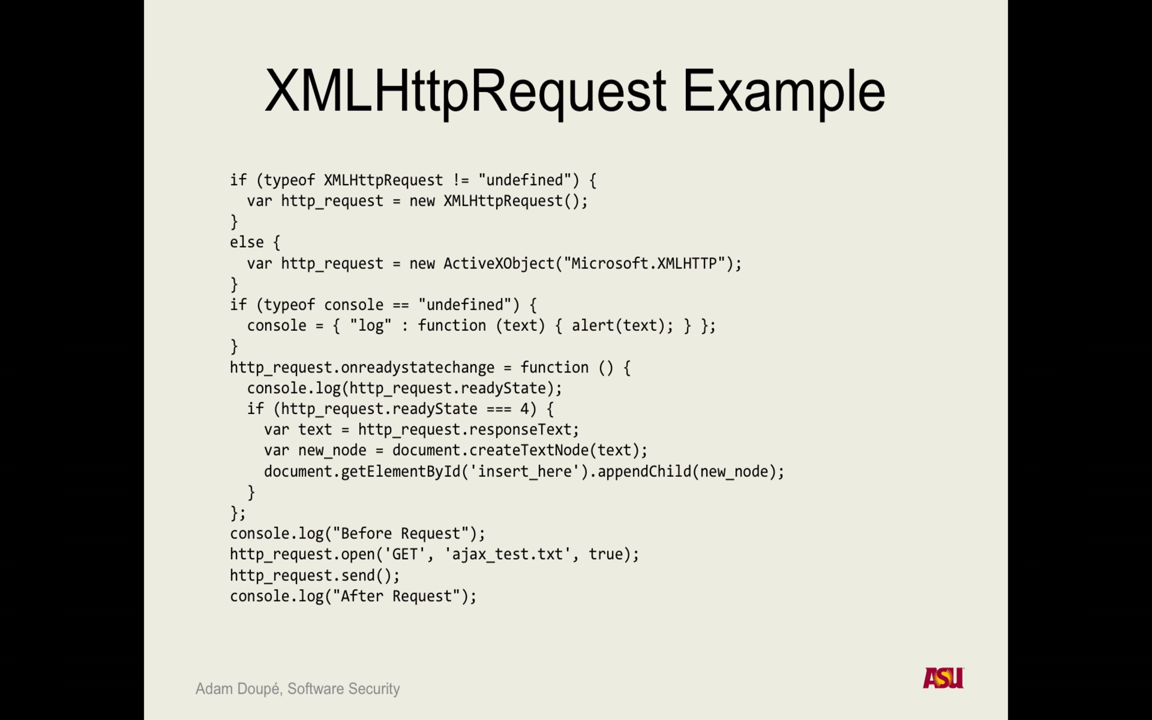 XMLHttpRequest Example
if (typeof XMLHttpRequest != "undefined") {
  var http_request = new XMLHttpRequest();
}
else {
  var http_request = new ActiveXObject("Microsoft.XMLHTTP");
}
if (typeof console == "undefined") {
  console = { "log" : function (text) { alert(text); } };
}
http_request.onreadystatechange = function () {
  console.log(http_request.readyState);
  if (http_request.readyState === 4) {
    var text = http_request.responseText;
    var new_node = document.createTextNode(text);
    document.getElementById('insert_here').appendChild(new_node);
  }
};
console.log("Before Request");
http_request.open('GET', 'ajax_test.txt', true);
http_request.send();
console.log("After Request");
Adam Doupé, Software Security
ASU